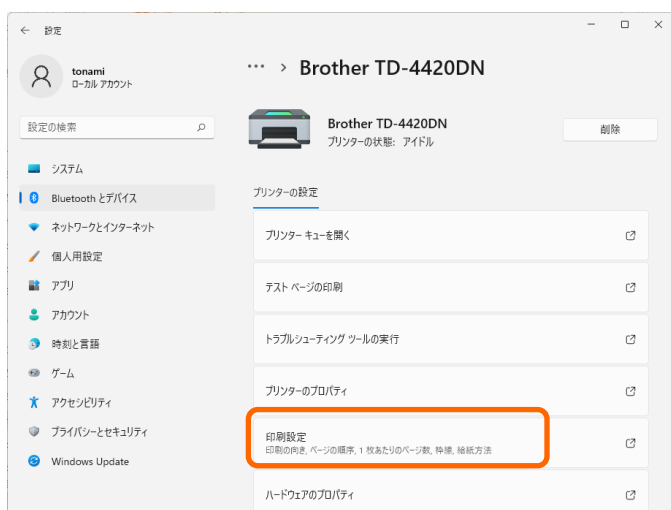 ← 設定
tonami
ローカル アカウント
設定の検索
システム
Bluetooth とデバイス
ネットワークとインターネット
個人用設定
アプリ
アカウント
時刻と言語
ゲーム
アクセシビリティ
プライバシーとセキュリティ
Windows Update
··· > Brother TD-4420DN
Brother TD-4420DN
プリンターの状態: アイドル
削除
プリンターの設定
プリンター キューを開く
テスト ページの印刷
トラブルシューティング ツールの実行
プリンターのプロパティ
印刷設定
印刷の向き, ページの順序, 1 枚あたりのページ数, 枠線, 給紙方法
ハードウェアのプロパティ